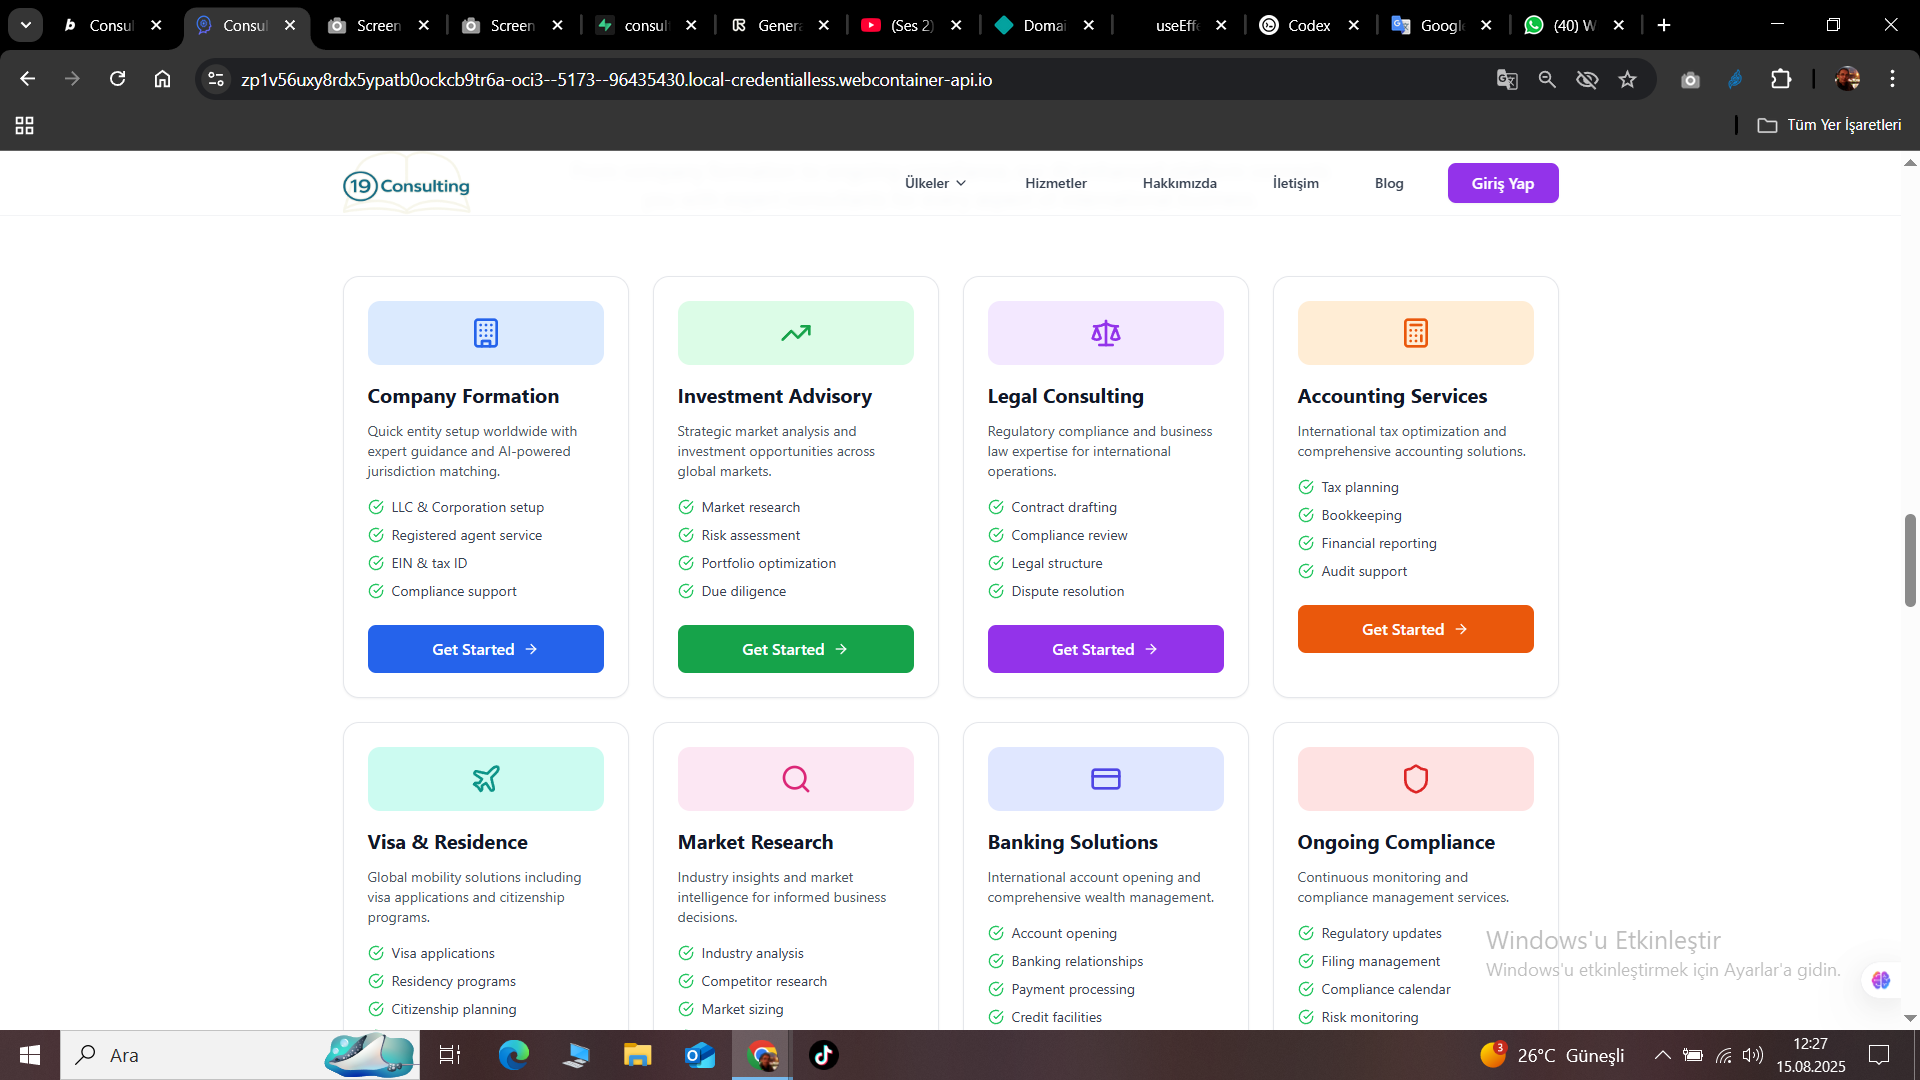 Consul
Consul
Screen
Screen
consult
Genera
(Ses 2)
Domai
useEffe
Codex
Google
(40) W
zp1v56uxy8rdx5ypatb0ockcb9tr6a-oci3--5173--96435430.local-credentialless.webcontainer-api.io
Tüm Yer İşaretleri
19 Consulting
Ülkeler
Hizmetler
Hakkımızda
İletişim
Blog
Giriş Yap
Company Formation
Quick entity setup worldwide with
expert guidance and AI-powered
jurisdiction matching.
LLC & Corporation setup
Registered agent service
EIN & tax ID
Compliance support
Get Started
Investment Advisory
Strategic market analysis and
investment opportunities across
global markets.
Market research
Risk assessment
Portfolio optimization
Due diligence
Get Started
Legal Consulting
Regulatory compliance and business
law expertise for international
operations.
Contract drafting
Compliance review
Legal structure
Dispute resolution
Get Started
Accounting Services
International tax optimization and
comprehensive accounting solutions.
Tax planning
Bookkeeping
Financial reporting
Audit support
Get Started
Visa & Residence
Global mobility solutions including
visa applications and citizenship
programs.
Visa applications
Residency programs
Citizenship planning
Market Research
Industry insights and market
intelligence for informed business
decisions.
Industry analysis
Competitor research
Market sizing
Banking Solutions
International account opening and
comprehensive wealth management.
Account opening
Banking relationships
Payment processing
Credit facilities
Ongoing Compliance
Continuous monitoring and
compliance management services.
Regulatory updates
Filing management
Compliance calendar
Risk monitoring
Windows'u Etkinleştir
Windows'u etkinleştirmek için Ayarlar'a gidin.
Ara
3
26°C Güneşli
12:27
15.08.2025